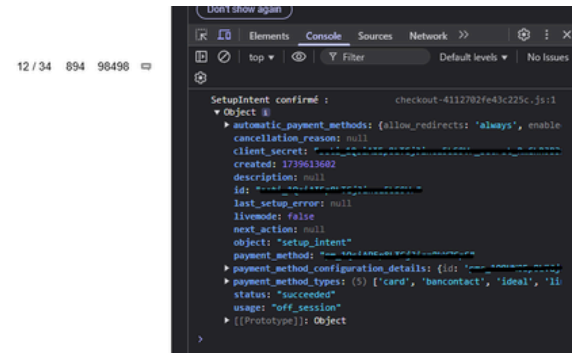 12 / 34 894 98498
Don't show again
Elements Console Sources Network >>
top Filter Default levels No Issues
SetupIntent confirmé : checkout-4112702fe43c225c.js:1
Object
automatic_payment_methods: {allow_redirects: 'always', enable
cancellation_reason: null
client_secret:
created: 1739613602
description: null
id:
last_setup_error: null
livemode: false
next_action: null
object: "setup_intent"
payment_method:
payment_method_configuration_details: {id:
payment_method_types: (5) ['card', 'bancontact', 'ideal', 'li
status: "succeeded"
usage: "off_session"
[[Prototype]]: Object